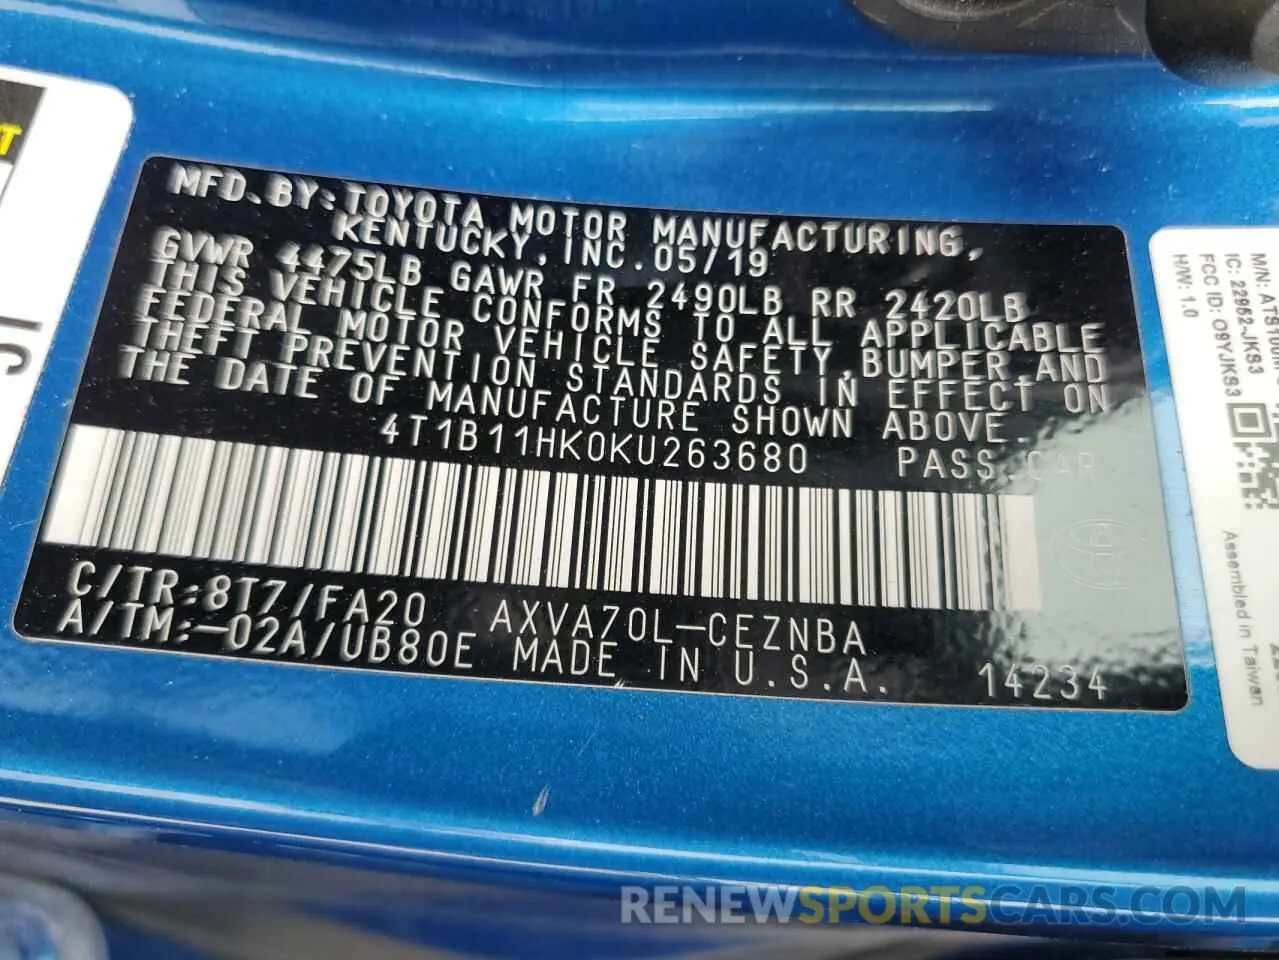 MFD. BY: TOYOTA MOTOR MANUFACTURING,
KENTUCKY, INC. 05/19
GVWR 4475LB GAWR FR 2490LB RR 2420LB
THIS VEHICLE CONFORMS TO ALL APPLICABLE
FEDERAL MOTOR VEHICLE SAFETY, BUMPER AND
THEFT PREVENTION STANDARDS IN EFFECT ON
THE DATE OF MANUFACTURE SHOWN ABOVE.
4T1B11HK0KU263680 PASS CAR
C/TR:8T7/FA20 AXVA70L-CEZNBA
A/TM:-02A/UB80E MADE IN U.S.A. 14234
M/N:
IC: 22952-JKS3
FCC ID: O9YJKS3
H/W: 1.0
Assembled in Taiwan
RENEWSPORTSCARS.COM